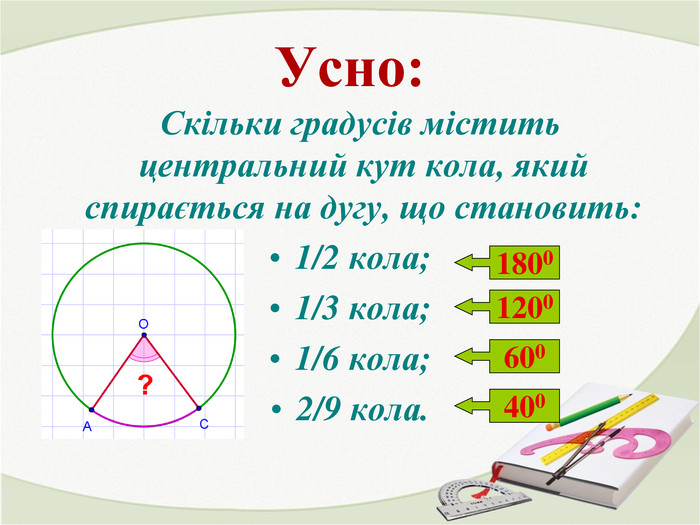 Усно:
Скільки градусів містить
центральний кут кола, який
спирається на дугу, що становить:
• 1/2 кола;
180⁰
• 1/3 кола;
120⁰
• 1/6 кола;
60⁰
• 2/9 кола.
40⁰
O
?
A
C